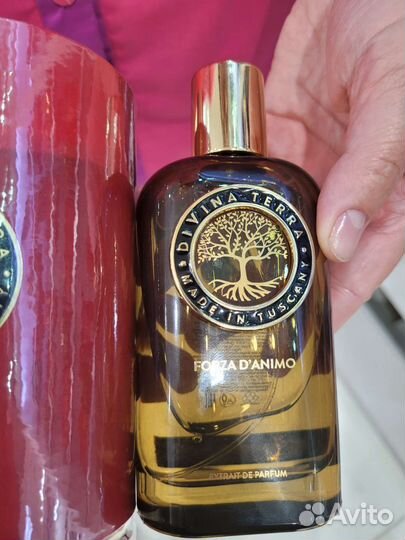 DIVINA TERRA
MADE IN TUSCANY
FORZA D'ANIMO
EXTRAIT DE PARFUM
Avito